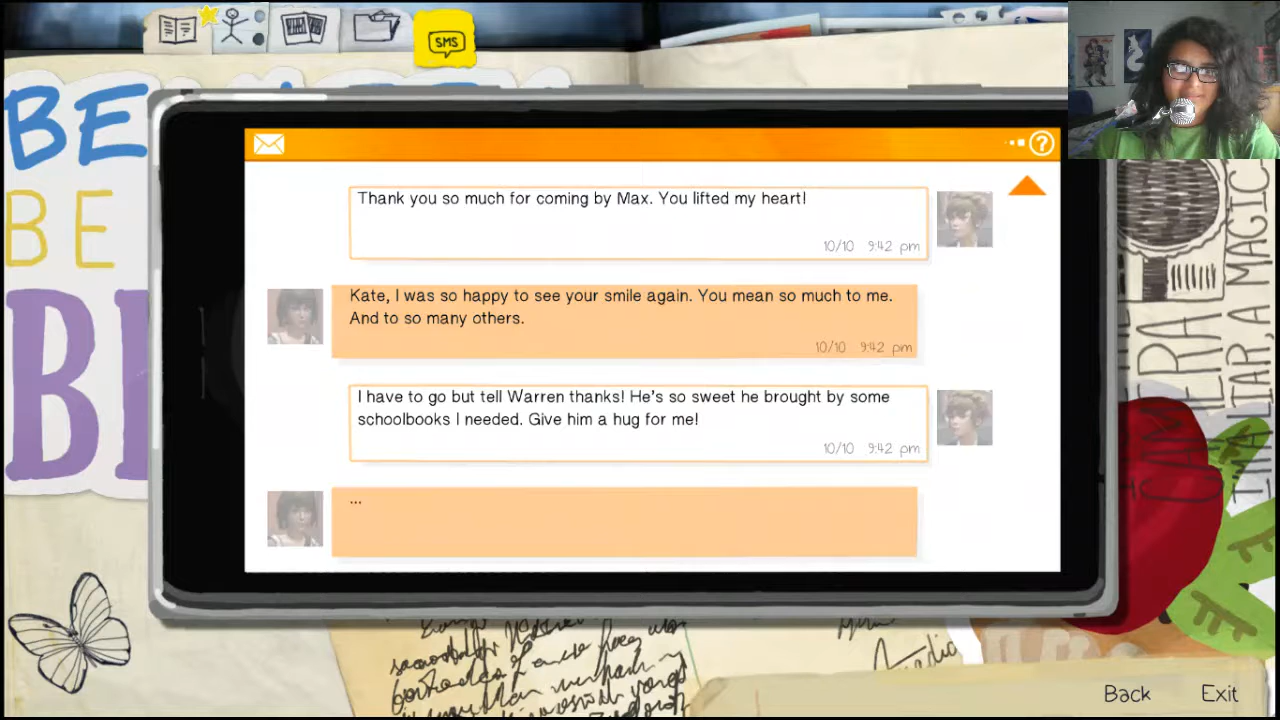 SMS
BE
BE
Thank you so much for coming by Max. You lifted my heart!
10/10 9:42 pm
Kate, I was so happy to see your smile again. You mean so much to me.
And to so many others.
10/10 9:42 pm
I have to go but tell Warren thanks! He's so sweet he brought by some
schoolbooks I needed. Give him a hug for me!
10/10 9:42 pm
...
CAMERA
LIAR, A MAGIC
Back Exit